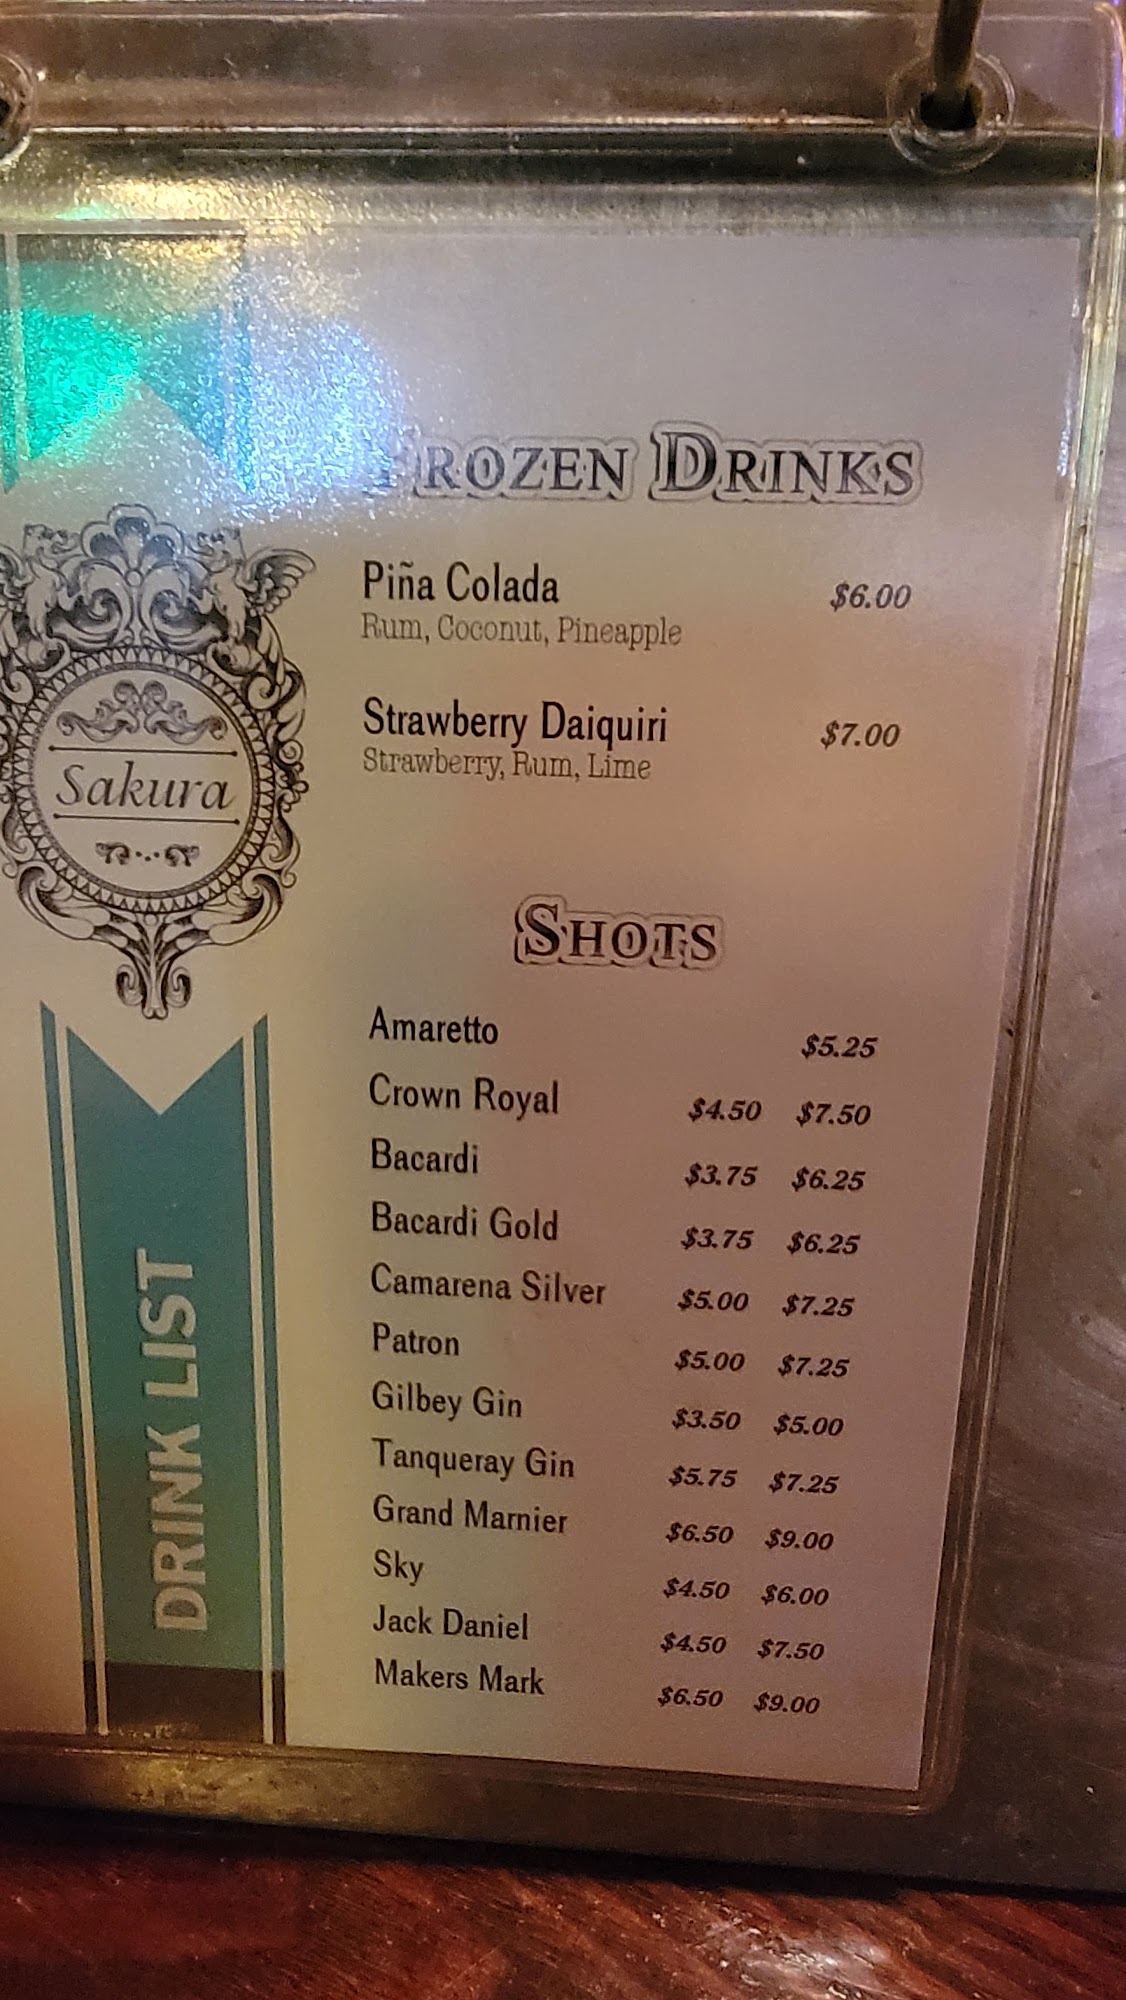 FROZEN DRINKS
Piña Colada $6.00
Rum, Coconut, Pineapple
Strawberry Daiquiri $7.00
Strawberry, Rum, Lime
Sakura
SHOTS
Amaretto $5.25
Crown Royal $4.50 $7.50
Bacardi $3.75 $6.25
Bacardi Gold $3.75 $6.25
Camarena Silver $5.00 $7.25
Patron $5.00 $7.25
Gilbey Gin $3.50 $5.00
Tanqueray Gin $5.75 $7.25
Grand Marnier $6.50 $9.00
Sky $4.50 $6.00
Jack Daniel $4.50 $7.50
Makers Mark $6.50 $9.00
DRINK LIST